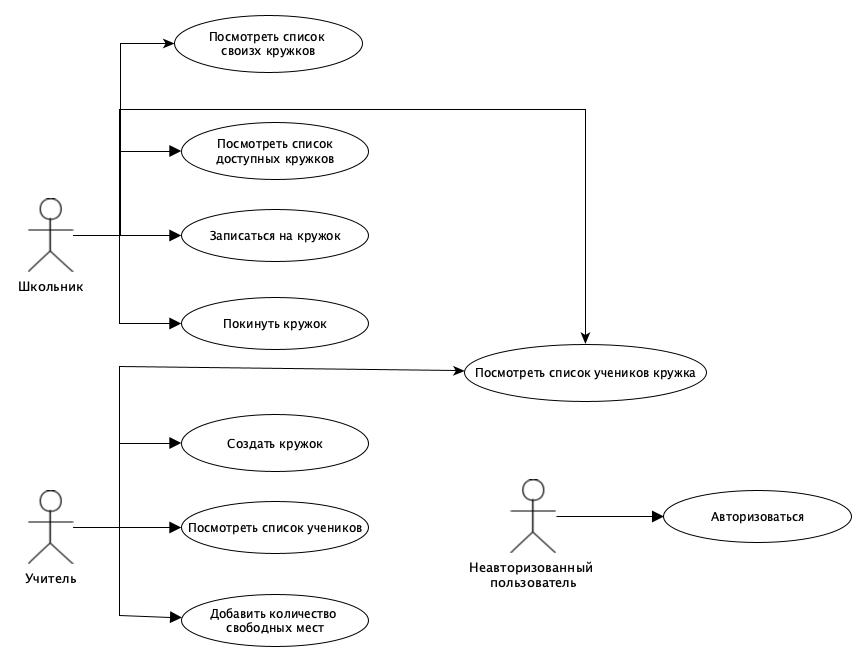 Посмотреть список
своизх кружков
Посмотреть список
доступных кружков
Записаться на кружок
Школьник
Покинуть кружок
Посмотреть список учеников кружка
Создать кружок
Посмотреть список учеников
Учитель
Добавить количество
свободных мест
Авторизоваться
Неавторизованный
пользователь